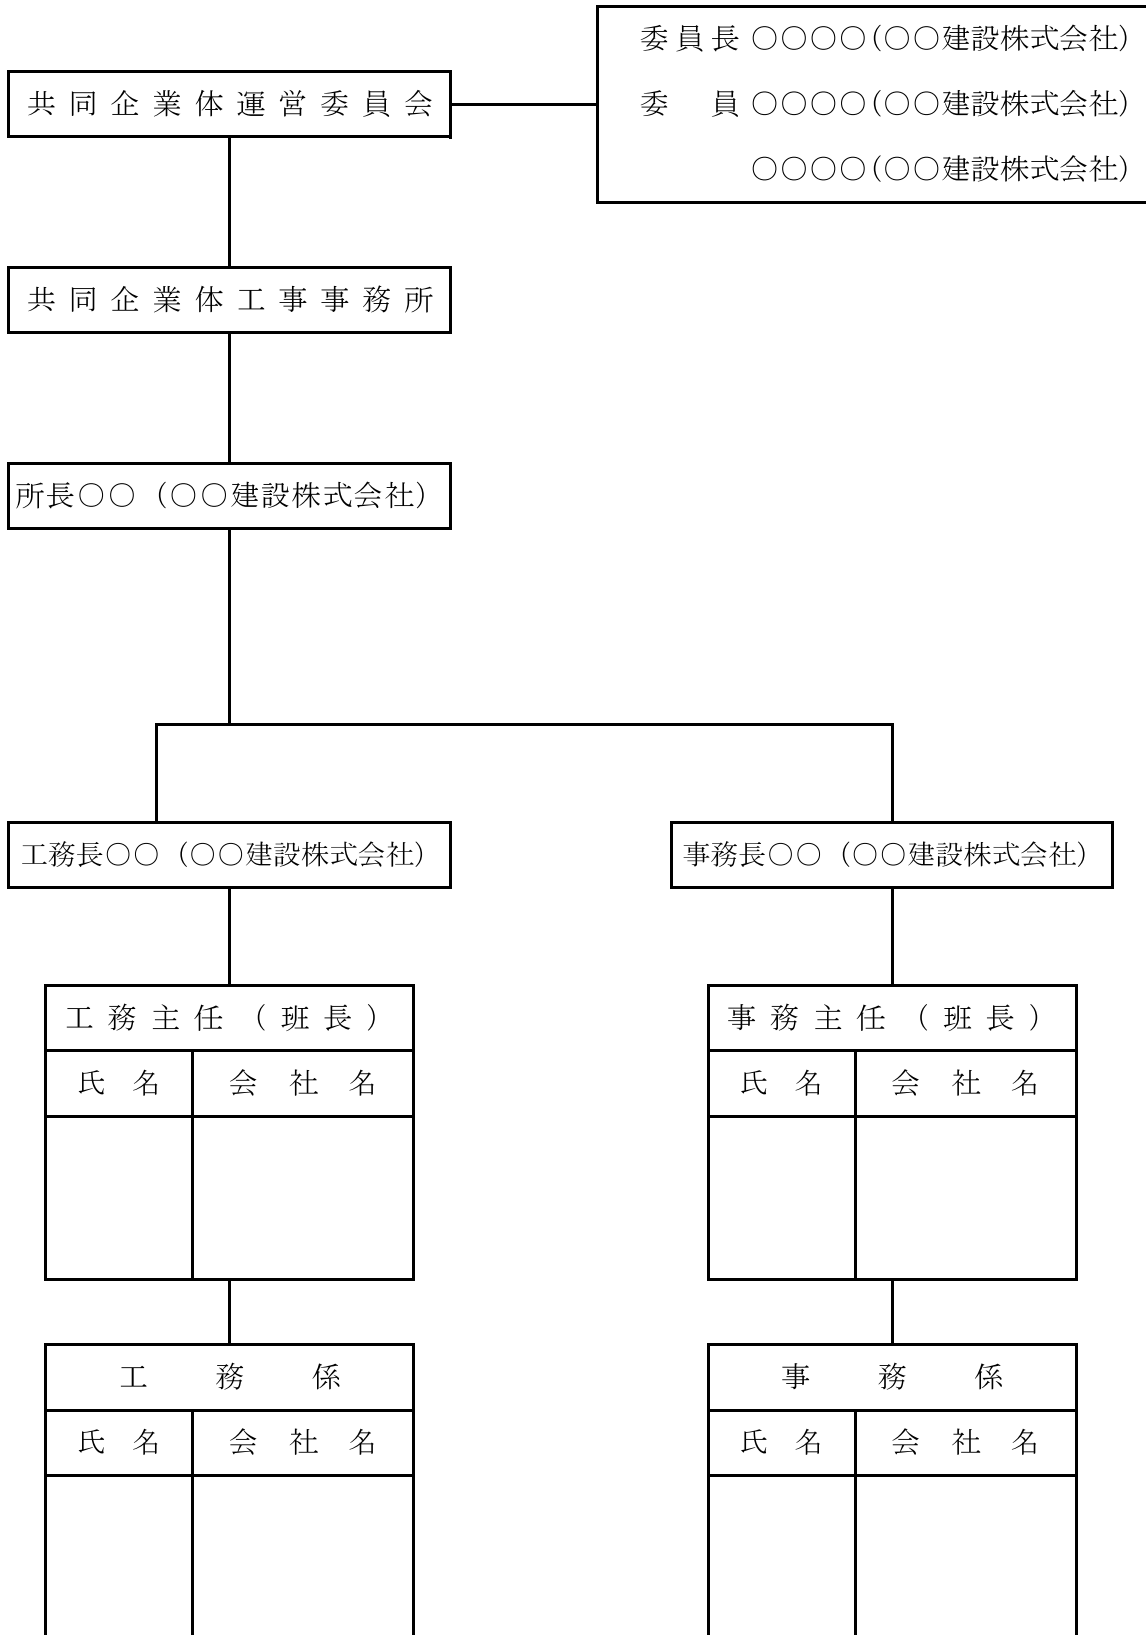 委員長 ○○○○(○○建設株式会社)
共同企業体運営委員会
委　員 ○○○○(○○建設株式会社)
○○○○(○○建設株式会社)
共同企業体工事事務所
所長○○（○○建設株式会社）
工務長○○（○○建設株式会社）
事務長○○（○○建設株式会社）
工務主任（班長）
事務主任（班長）
氏名 会社名
氏名 会社名
工務係
事務係
氏名 会社名
氏名 会社名